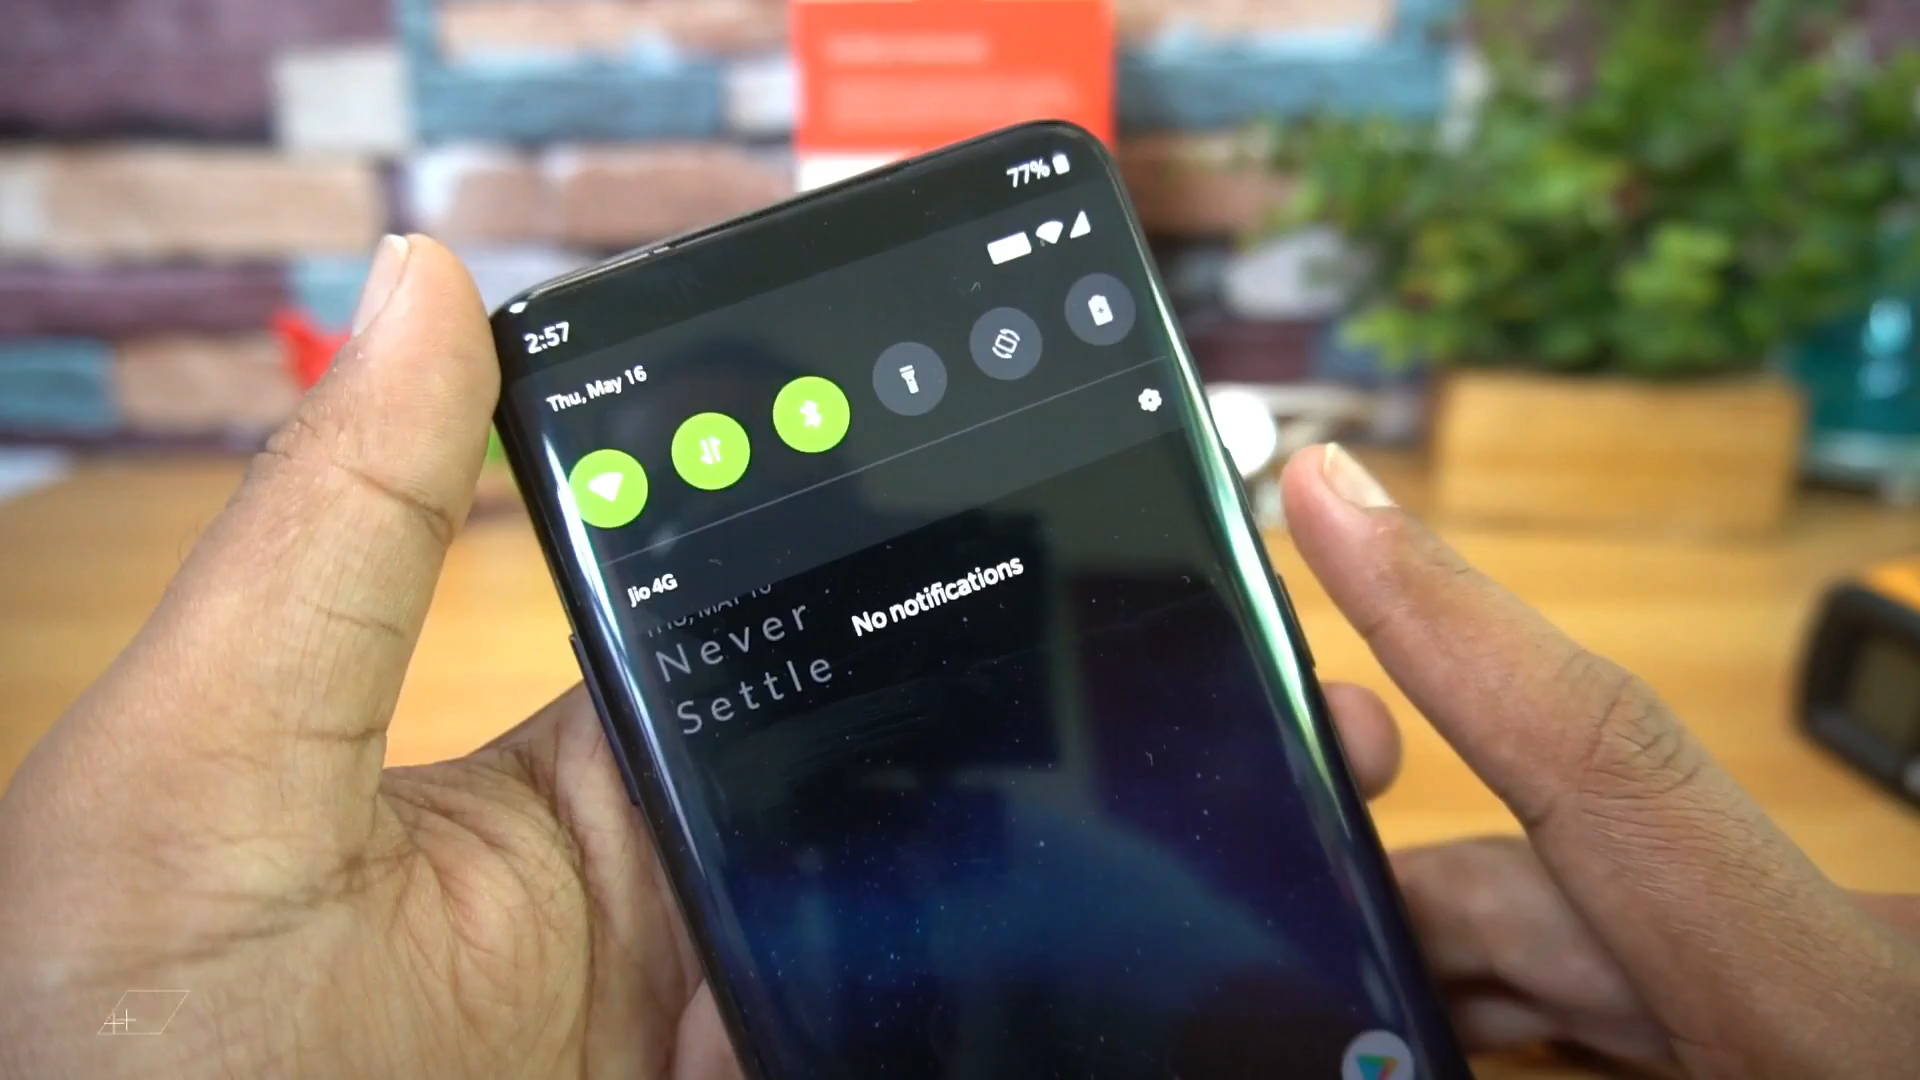 77%
2:57
Thu, May 16
Jio 4G
No notifications
Never
Settle